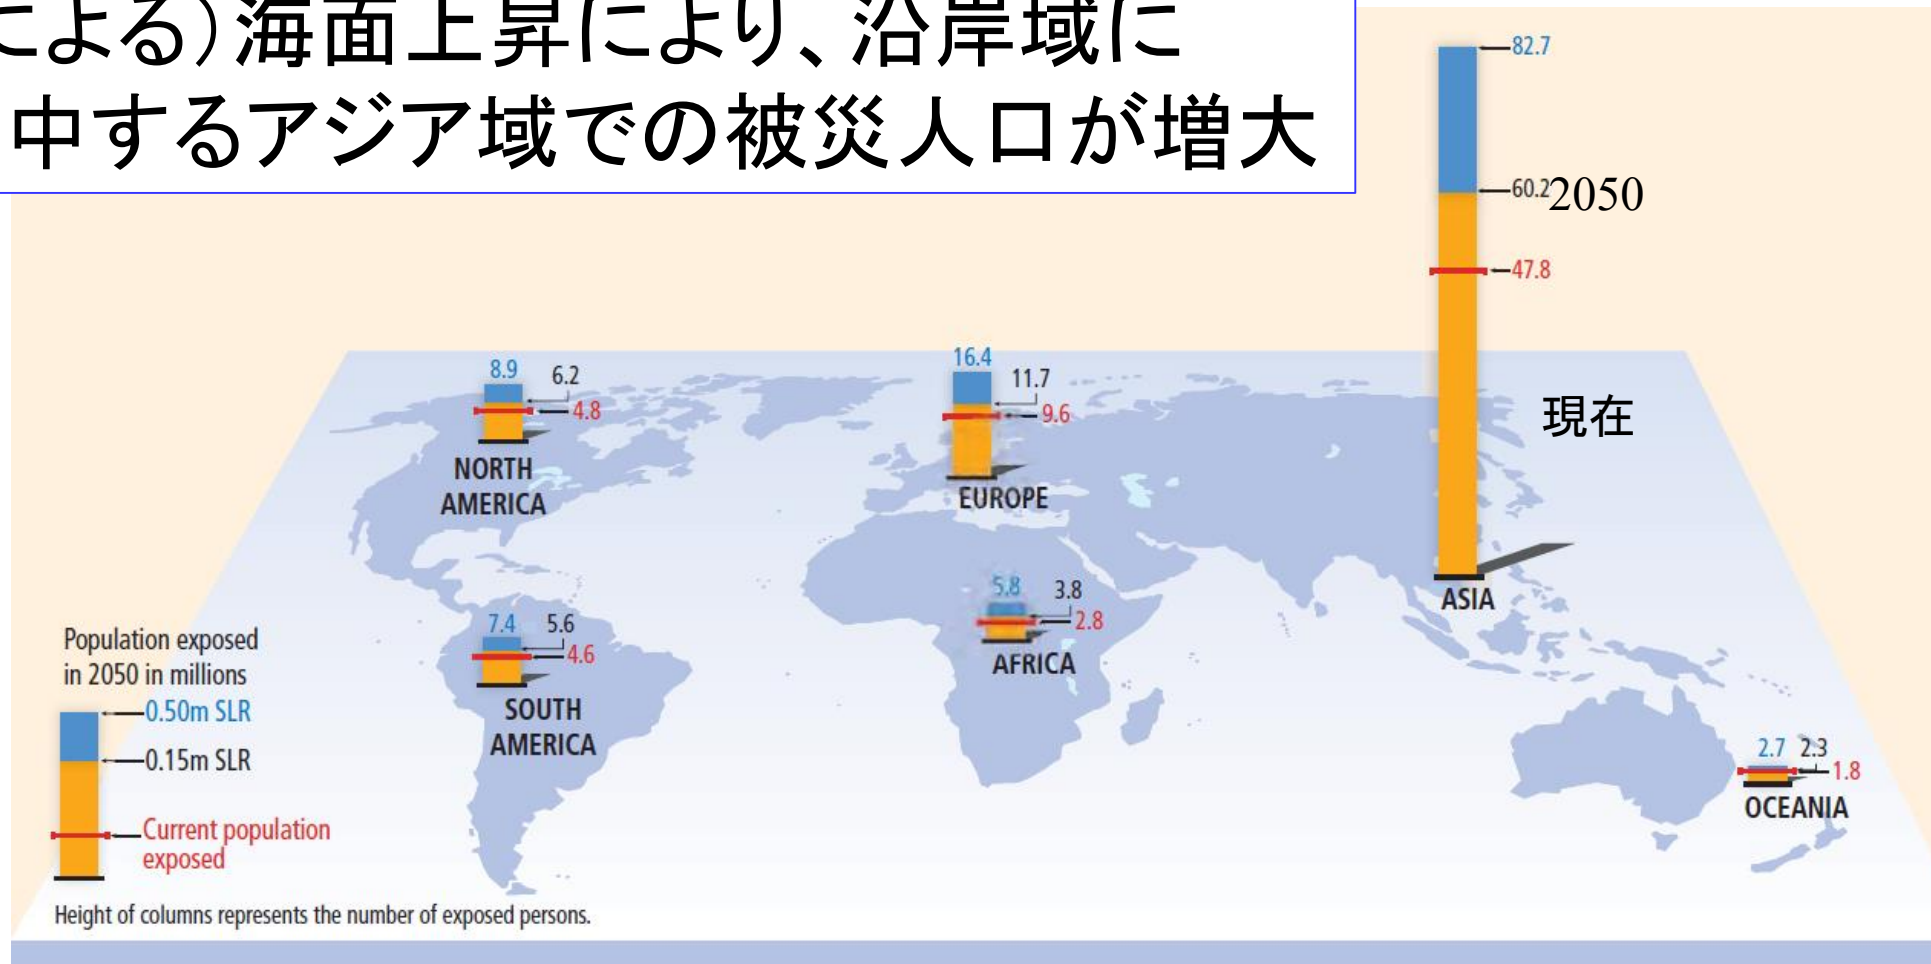 による）海面上昇により、沿岸域に
中するアジア域での被災人口が増大
82.7
60.2
2050
47.8
現在
8.9
6.2
4.8
NORTH
AMERICA
16.4
11.7
9.6
EUROPE
ASIA
5.8
3.8
2.8
AFRICA
7.4
5.6
4.6
SOUTH
AMERICA
2.7
2.3
1.8
OCEANIA
Population exposed
in 2050 in millions
0.50m SLR
0.15m SLR
Current population
exposed
Height of columns represents the number of exposed persons.